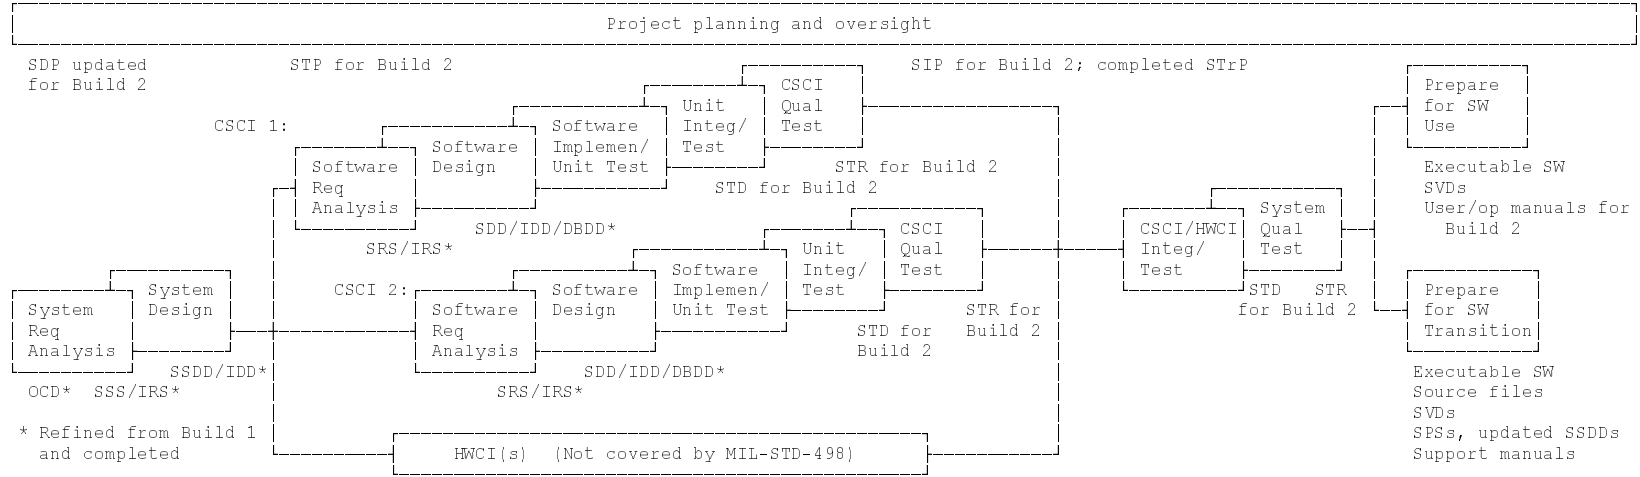 Project planning and oversight
SDP updated
for Build 2
STP for Build 2
SIP for Build 2; completed STrP
CSCI 1:
Software
Req
Analysis
SRS/IRS*
Software
Design
SDD/IDD/DBDD*
Software
Implemen/
Unit Test
Unit
Integ/
Test
STD for Build 2
CSCI
Qual
Test
STR for Build 2
System
Req
Analysis
OCD*  SSS/IRS*
System
Design
SSDD/IDD*
CSCI 2:
Software
Req
Analysis
SRS/IRS*
Software
Design
SDD/IDD/DBDD*
Software
Implemen/
Unit Test
Unit
Integ/
Test
STD for
Build 2
CSCI
Qual
Test
STR for
Build 2
HWCI(s)  (Not covered by MIL-STD-498)
CSCI/HWCI
Integ/
Test
System
Qual
Test
STD   STR
for Build 2
Prepare
for SW
Use
Executable SW
SVDs
User/op manuals for
Build 2
Prepare
for SW
Transition
Executable SW
Source files
SVDs
SPSs, updated SSDDs
Support manuals
* Refined from Build 1
and completed